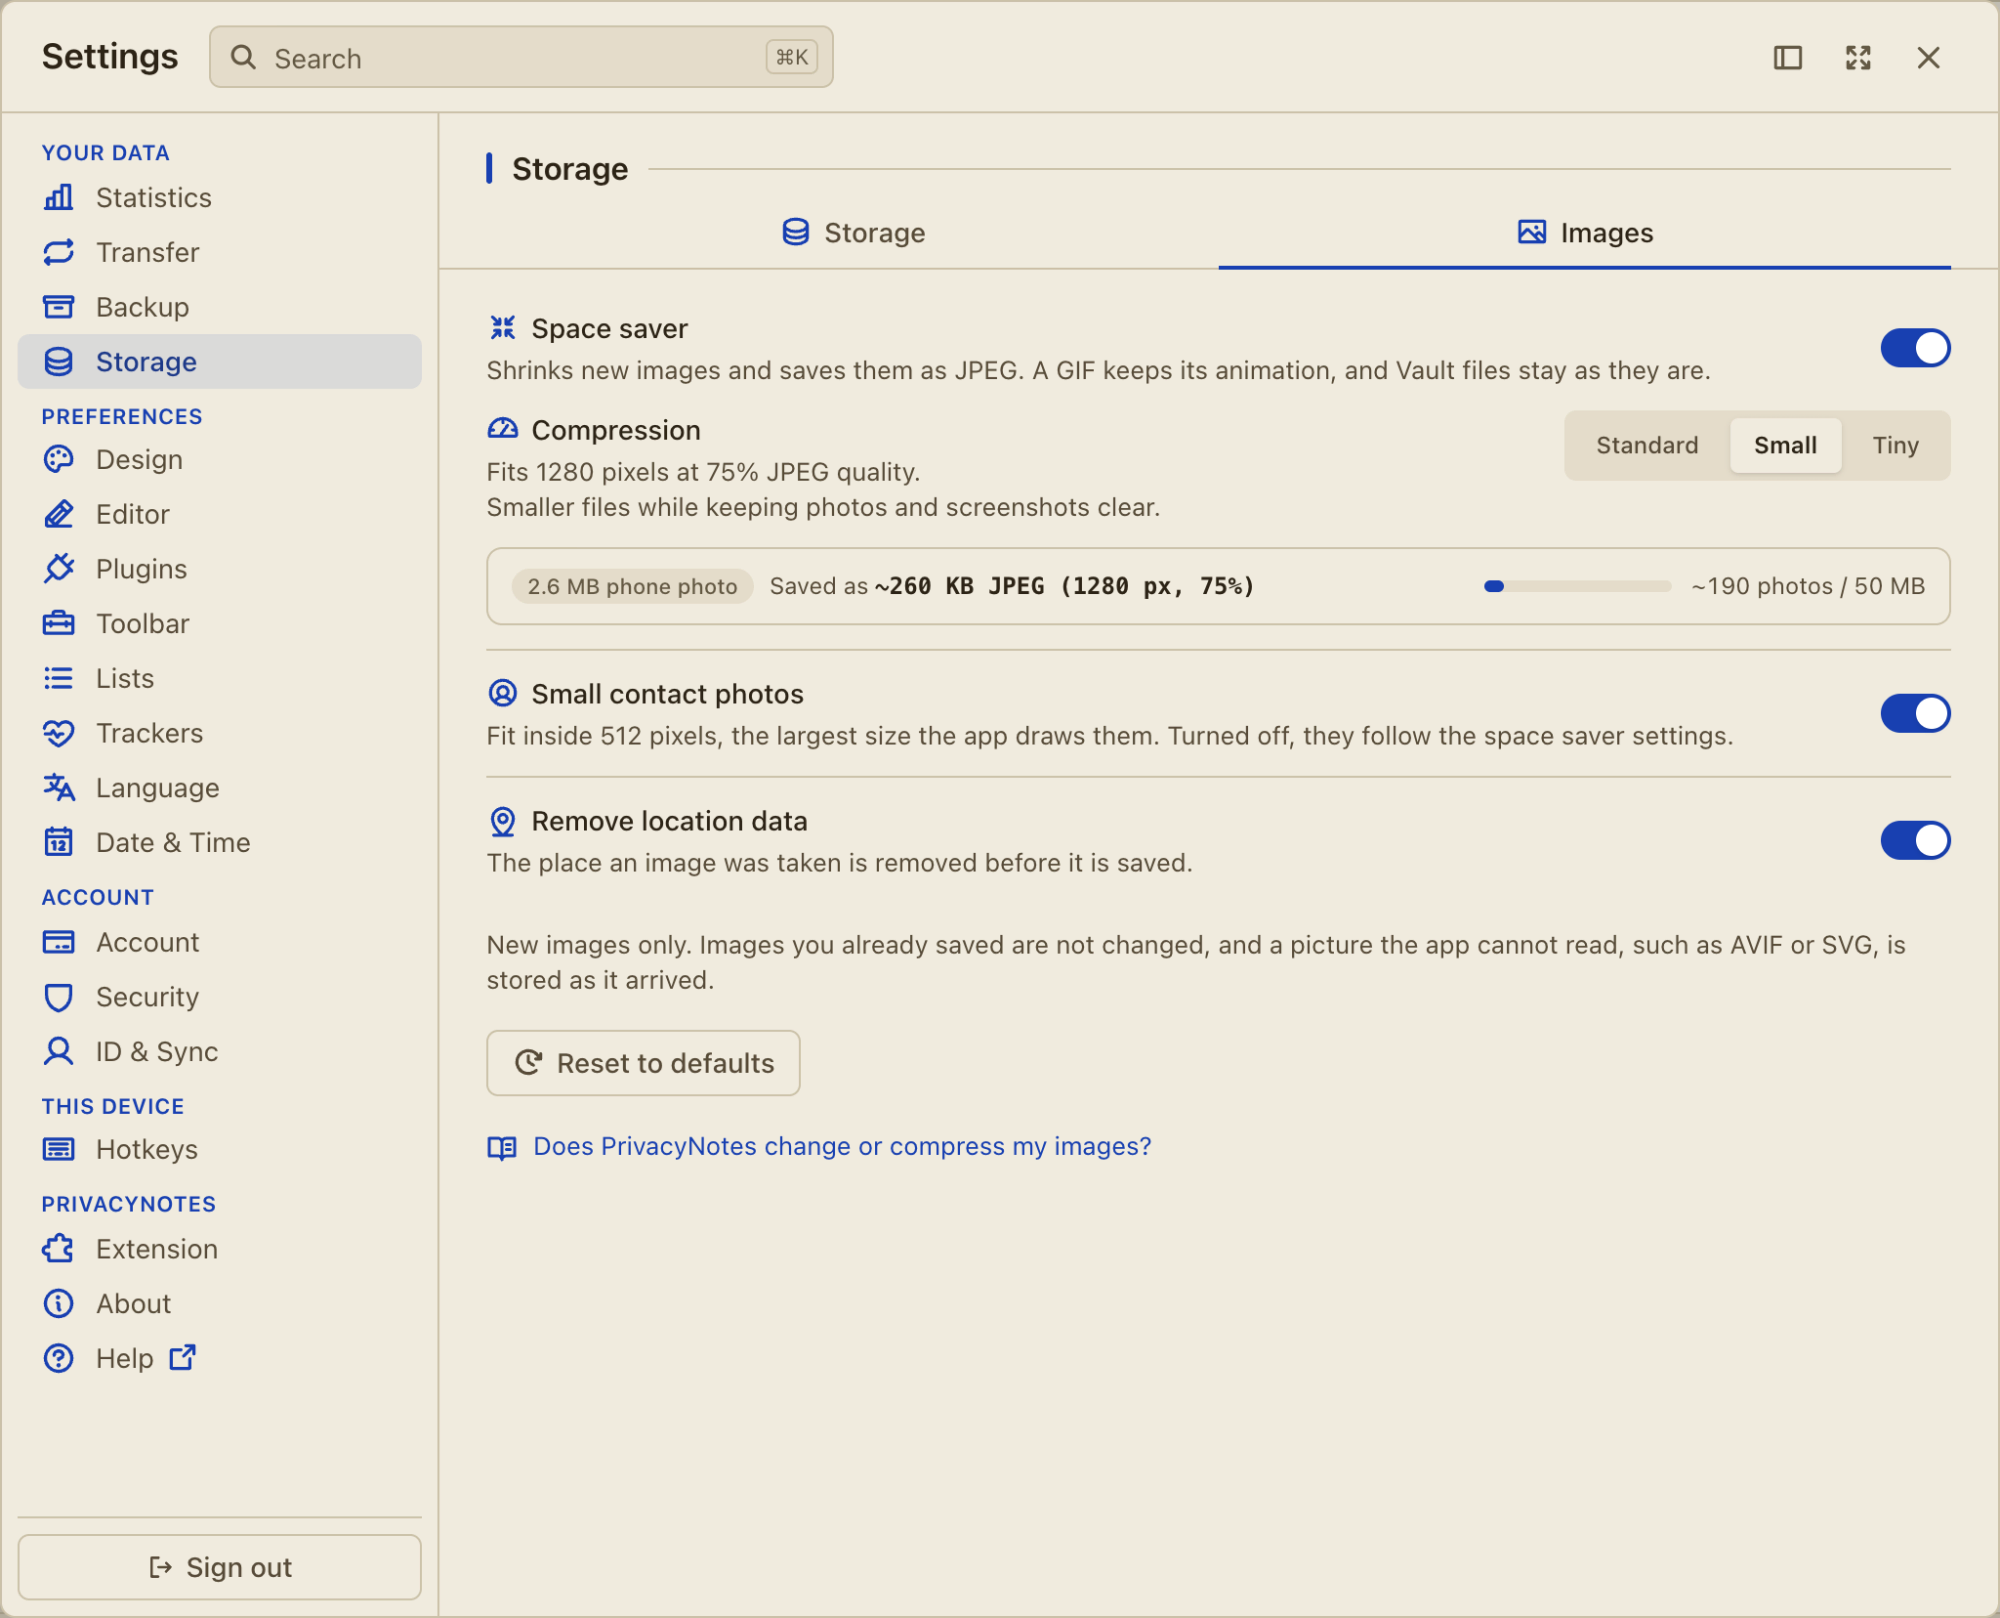 Settings
Search
⌘K
YOUR DATA
Statistics
Transfer
Backup
Storage
PREFERENCES
Design
Editor
Plugins
Toolbar
Lists
Trackers
Language
12
Date & Time
ACCOUNT
Account
Security
ID & Sync
THIS DEVICE
Hotkeys
PRIVACYNOTES
Extension
About
Help
Sign out
Storage
Storage
Images
Space saver
Shrinks new images and saves them as JPEG. A GIF keeps its animation, and Vault files stay as they are.
Compression
Fits 1280 pixels at 75% JPEG quality.
Smaller files while keeping photos and screenshots clear.
Standard
Small
Tiny
2.6 MB phone photo
Saved as ~260 KB JPEG (1280 px, 75%)
~190 photos / 50 MB
Small contact photos
Fit inside 512 pixels, the largest size the app draws them. Turned off, they follow the space saver settings.
Remove location data
The place an image was taken is removed before it is saved.
New images only. Images you already saved are not changed, and a picture the app cannot read, such as AVIF or SVG, is
stored as it arrived.
Reset to defaults
Does PrivacyNotes change or compress my images?